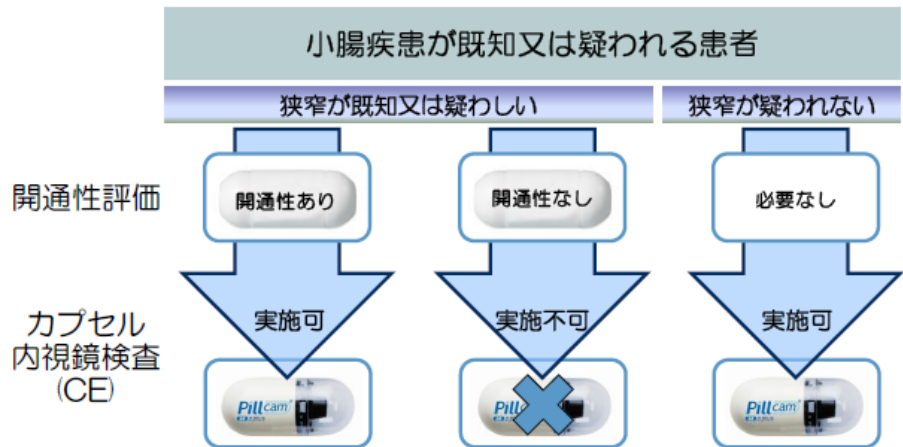 小腸疾患が既知又は疑われる患者
狭窄が既知又は疑わしい
狭窄が疑われない
開通性評価
開通性あり
開通性なし
必要なし
カプセル
内視鏡検査
(CE)
実施可
実施不可
実施可
Pillcam
Pillcam
Pillcam